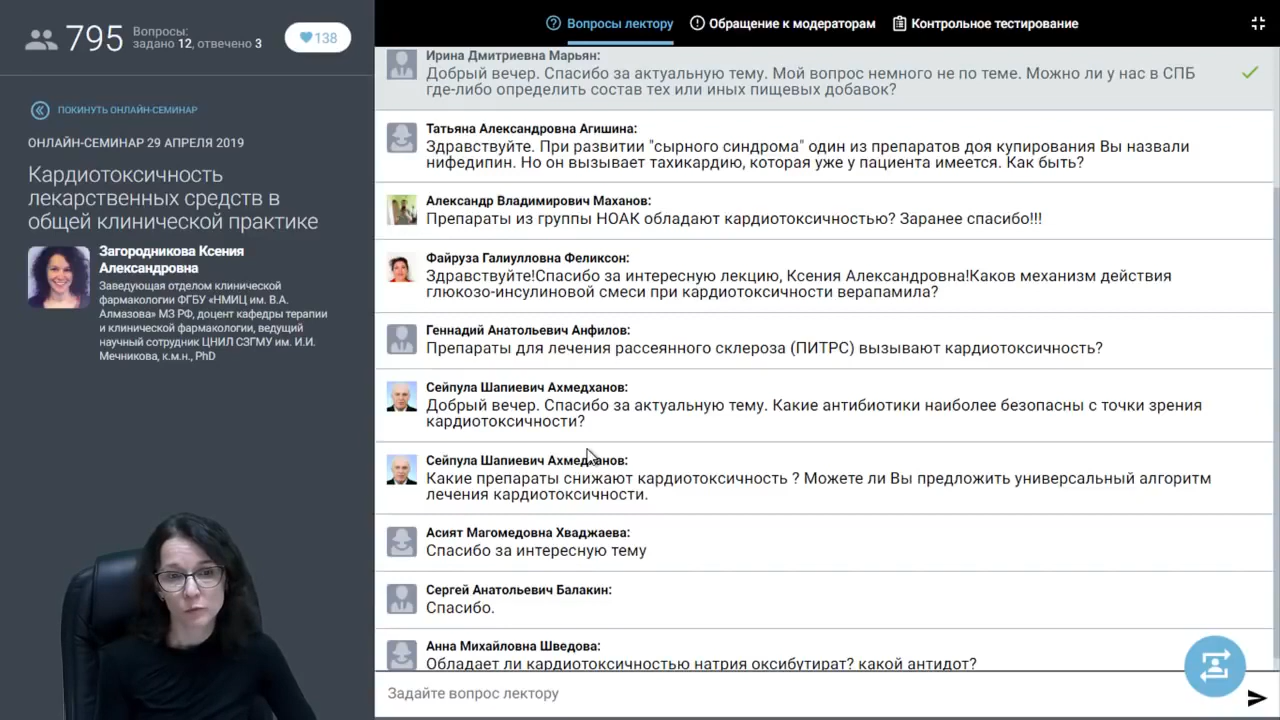 795
Вопросы:
задано 12, отвечено 3
138
ПОКИНУТЬ ОНЛАЙН-СЕМИНАР
ОНЛАЙН-СЕМИНАР 29 АПРЕЛЯ 2019
Кардиотоксичность
лекарственных средств в
общей клинической практике
Загородникова Ксения
Александровна
Заведующая отделом клинической
фармакологии ФГБУ «НМИЦ им. В.А.
Алмазова» МЗ РФ, доцент кафедры терапии
и клинической фармакологии, ведущий
научный сотрудник ЦНИЛ СЗГМУ им. И.И.
Мечникова, к.м.н., PhD
Вопросы лектору
Обращение к модераторам
Контрольное тестирование
Ирина Дмитриевна Марьян:
Добрый вечер. Спасибо за актуальную тему. Мой вопрос немного не по теме. Можно ли у нас в СПБ
где-либо определить состав тех или иных пищевых добавок?
Татьяна Александровна Агишина:
Здравствуйте. При развитии "сырного синдрома" один из препаратов доя купирования Вы назвали
нифедипин. Но он вызывает тахикардию, которая уже у пациента имеется. Как быть?
Александр Владимирович Маханов:
Препараты из группы НОАК обладают кардиотоксичностью? Заранее спасибо!!!
Файруза Галиулловна Феликсон:
Здравствуйте!Спасибо за интересную лекцию, Ксения Александровна!Каков механизм действия
глюкозо-инсулиновой смеси при кардиотоксичности верапамила?
Геннадий Анатольевич Анфилов:
Препараты для лечения рассеянного склероза (ПИТРС) вызывают кардиотоксичность?
Сейпула Шапиевич Ахмедханов:
Добрый вечер. Спасибо за актуальную тему. Какие антибиотики наиболее безопасны с точки зрения
кардиотоксичности?
Сейпула Шапиевич Ахмедханов:
Какие препараты снижают кардиотоксичность ? Можете ли Вы предложить универсальный алгоритм
лечения кардиотоксичности.
Асият Магомедовна Хваджаева:
Спасибо за интересную тему
Сергей Анатольевич Балакин:
Спасибо.
Анна Михайловна Шведова:
Обладает ли кардиотоксичностью натрия оксибутират? какой антидот?
Задайте вопрос лектору